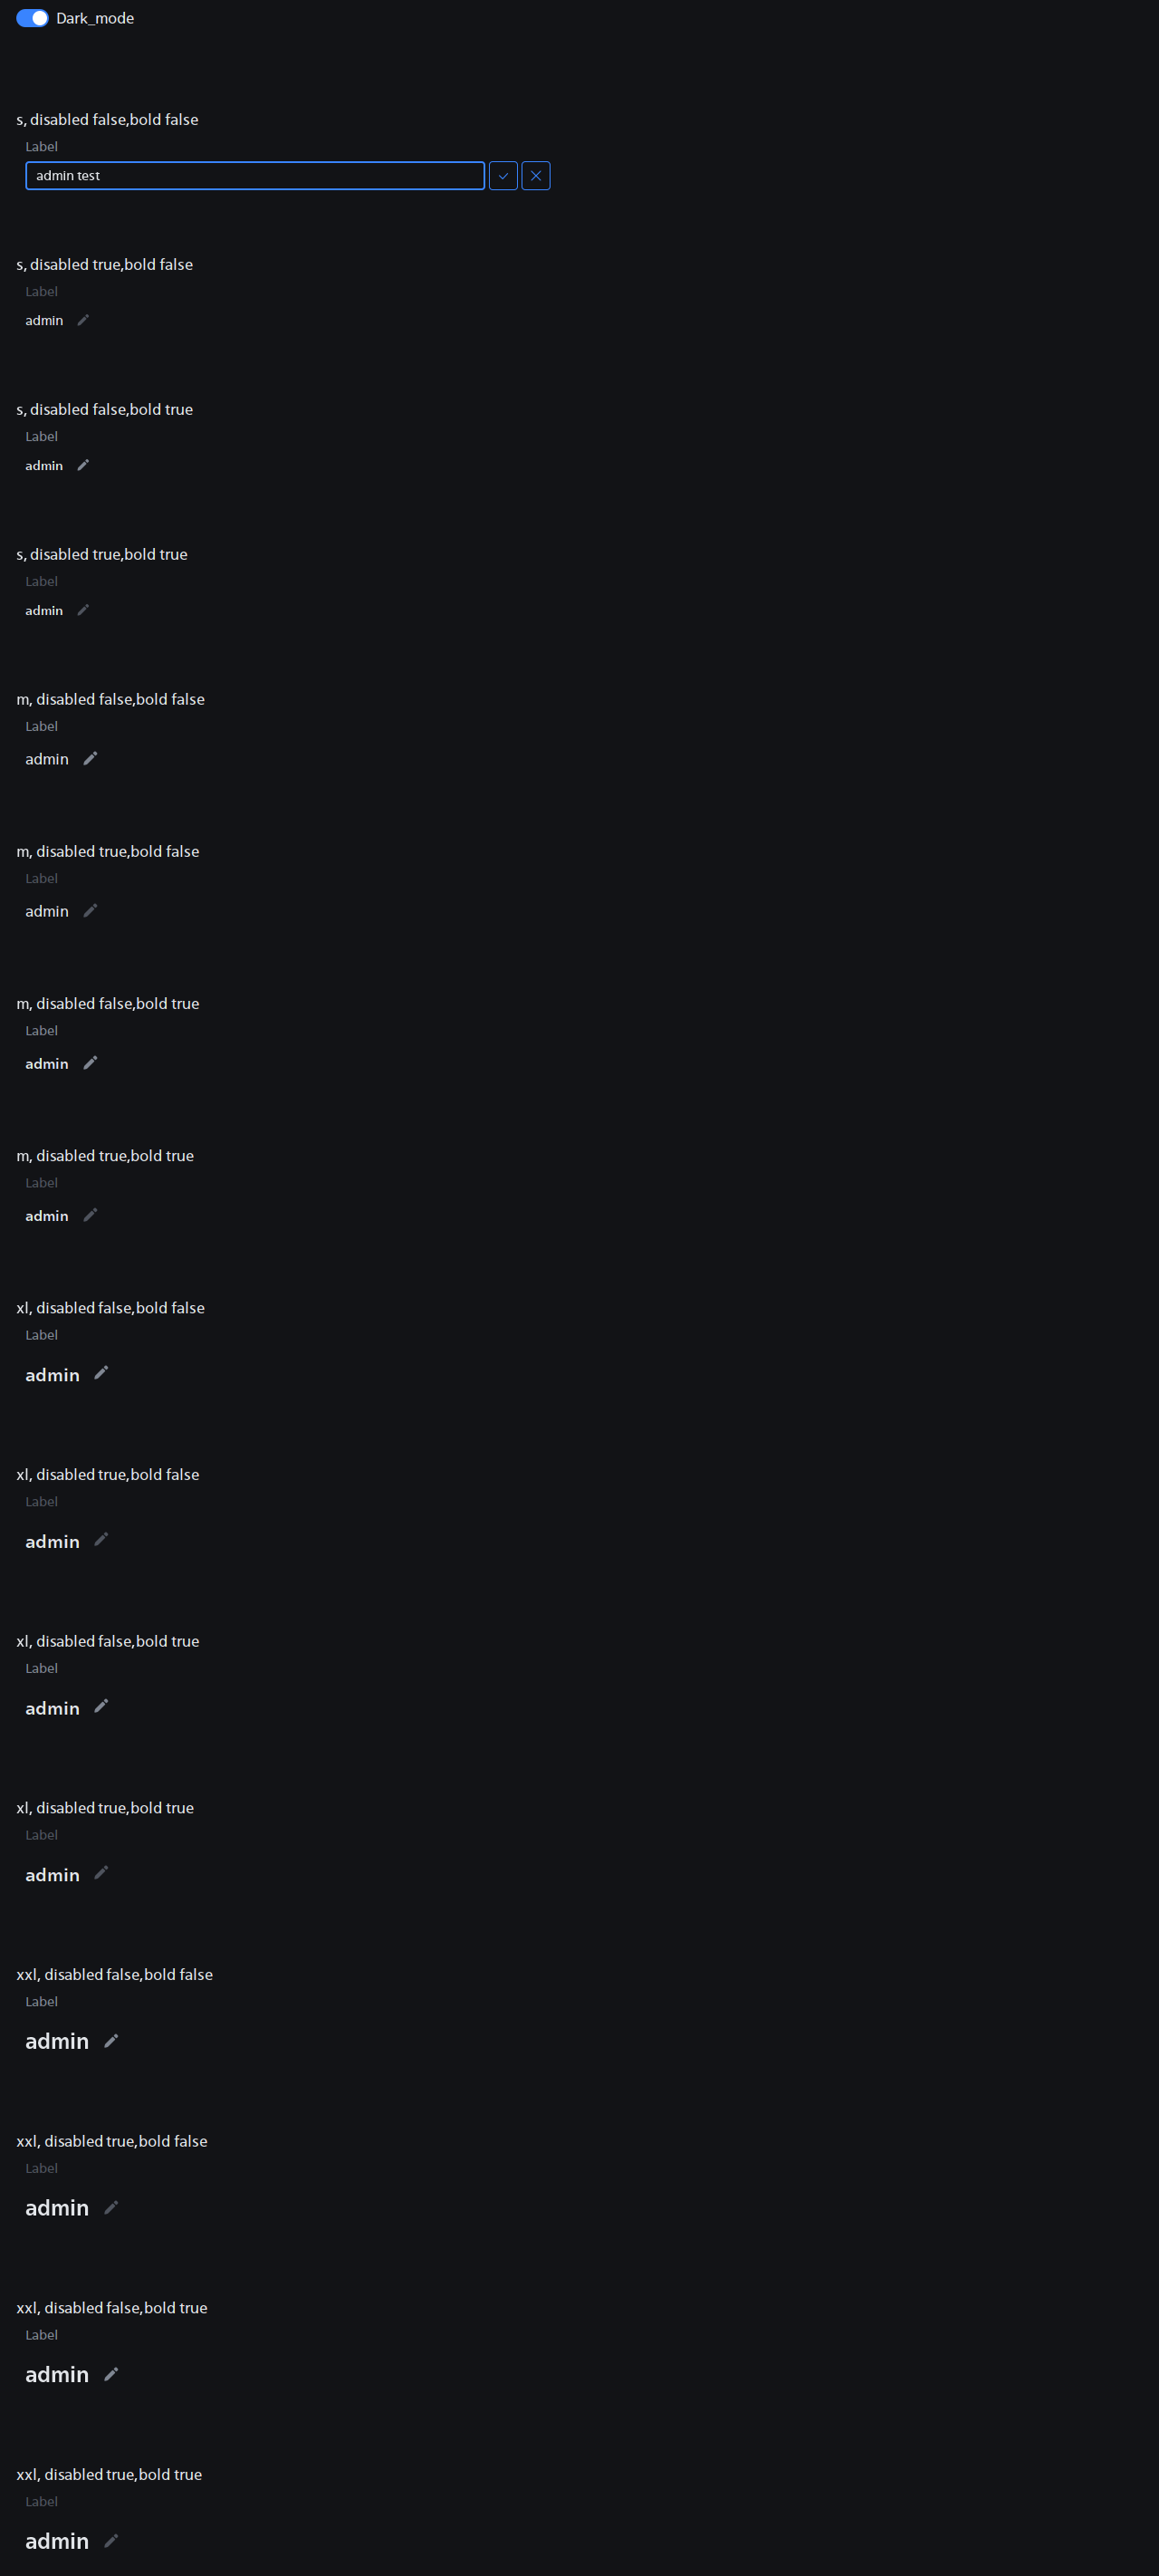 Dark_mode
s, disabled false,bold false
Label
admin test
s, disabled true,bold false
Label
admin
s, disabled false,bold true
Label
admin
s, disabled true,bold true
Label
admin
m, disabled false,bold false
Label
admin
m, disabled true,bold false
Label
admin
m, disabled false,bold true
Label
admin
m, disabled true,bold true
Label
admin
xl, disabled false,bold false
Label
admin
xl, disabled true,bold false
Label
admin
xl, disabled false,bold true
Label
admin
xl, disabled true,bold true
Label
admin
xxl, disabled false,bold false
Label
admin
xxl, disabled true,bold false
Label
admin
xxl, disabled false,bold true
Label
admin
xxl, disabled true,bold true
Label
admin